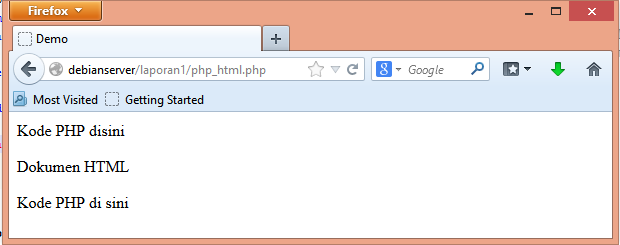 Firefox
Demo
debianserver/laporan1/php_html.php
Google
Most Visited Getting Started
Kode PHP disini
Dokumen HTML
Kode PHP di sini